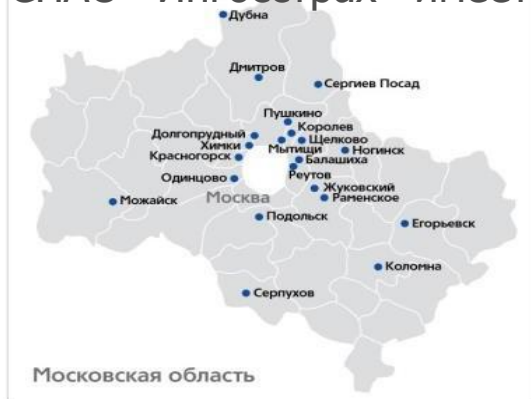 Дубна
Дмитров
Сергиев Посад
Пушкино
Королев
Долгопрудный
Щелково
Химки
Мытищи
Ногинск
Красногорск
Балашиха
Реутов
Одинцово
Жуковский
Москва
Раменское
Можайск
Подольск
Егорьевск
Коломна
Серпухов
Московская область